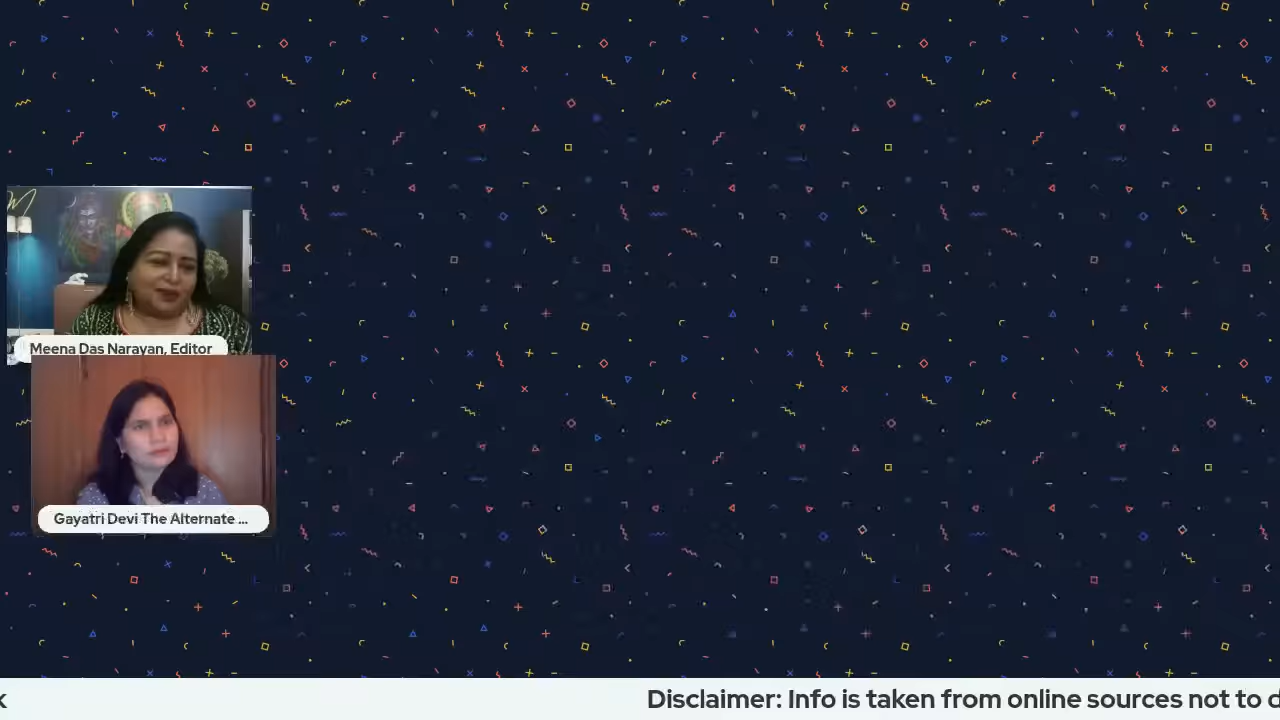 Meena Das Narayan, Editor
Gayatri Devi The Alternate ...
k
Disclaimer: Info is taken from online sources not to d